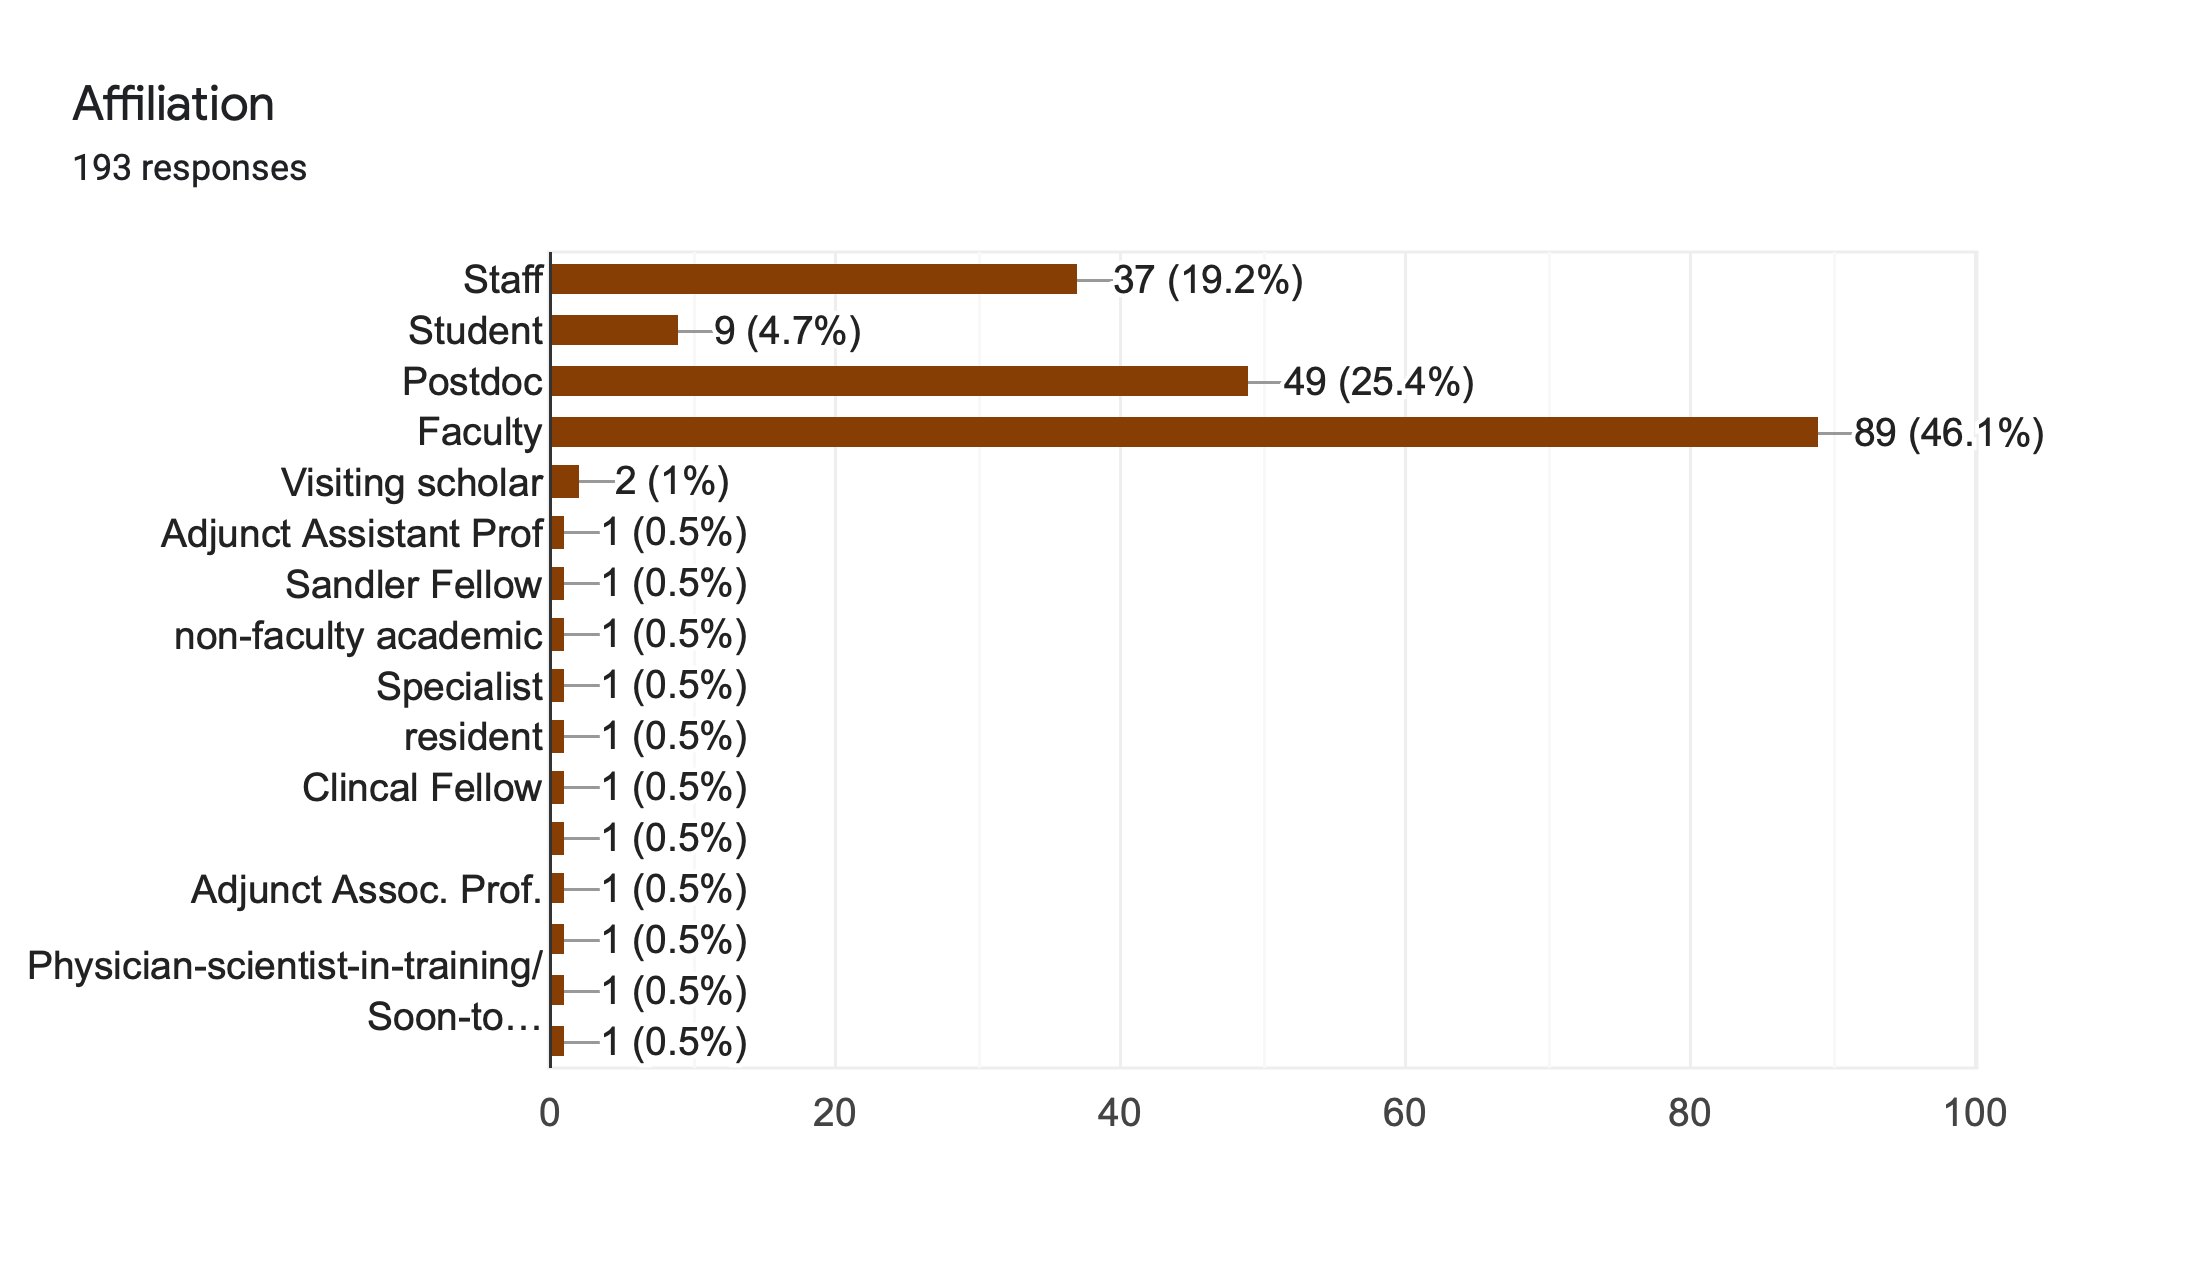 Affiliation
193 responses
Staff 37 (19.2%)
Student 9 (4.7%)
Postdoc 49 (25.4%)
Faculty 89 (46.1%)
Visiting scholar 2 (1%)
Adjunct Assistant Prof 1 (0.5%)
Sandler Fellow 1 (0.5%)
non-faculty academic 1 (0.5%)
Specialist 1 (0.5%)
resident 1 (0.5%)
Clincal Fellow 1 (0.5%)
1 (0.5%)
Adjunct Assoc. Prof. 1 (0.5%)
1 (0.5%)
Physician-scientist-in-training/
1 (0.5%)
Soon-to…
1 (0.5%)
0 20 40 60 80 100